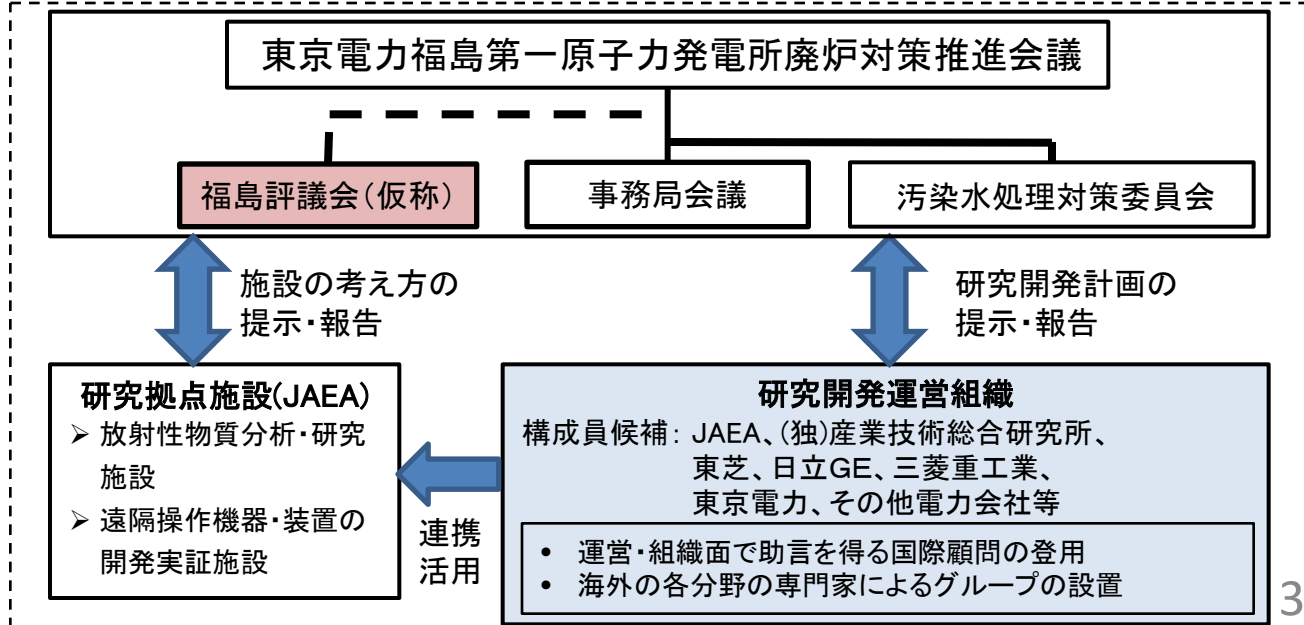 東京電力福島第一原子力発電所廃炉対策推進会議
福島評議会(仮称)
事務局会議
汚染水処理対策委員会
施設の考え方の
提示・報告
研究開発計画の
提示・報告
研究拠点施設(JAEA)
➢ 放射性物質分析・研究
施設
➢ 遠隔操作機器・装置の
開発実証施設
連携
活用
研究開発運営組織
構成員候補: JAEA、(独)産業技術総合研究所、
東芝、日立GE、三菱重工業、
東京電力、その他電力会社等
• 運営・組織面で助言を得る国際顧問の登用
• 海外の各分野の専門家によるグループの設置
3